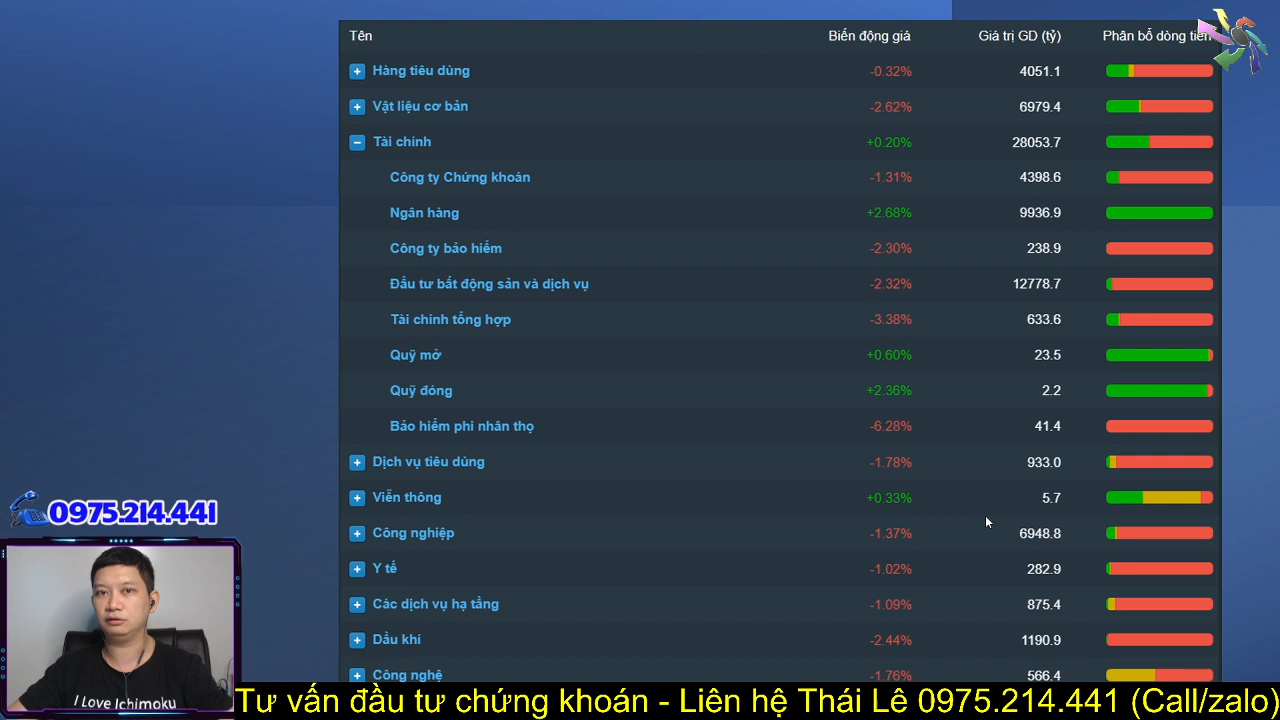 Tên Biến động giá Giá trị GD (tỷ) Phân bổ dòng tiền
Hàng tiêu dùng -0.32% 4051.1
Vật liệu cơ bản -2.62% 6979.4
Tài chính +0.20% 28053.7
Công ty Chứng khoán -1.31% 4398.6
Ngân hàng +2.68% 9936.9
Công ty bảo hiểm -2.30% 238.9
Đầu tư bất động sản và dịch vụ -2.32% 12778.7
Tài chính tổng hợp -3.38% 633.6
Quỹ mở +0.60% 23.5
Quỹ đóng +2.36% 2.2
Bảo hiểm phi nhân thọ -6.28% 41.4
Dịch vụ tiêu dùng -1.78% 933.0
Viễn thông +0.33% 5.7
Công nghiệp -1.37% 6948.8
Y tế -1.02% 282.9
Các dịch vụ hạ tầng -1.09% 875.4
Dầu khí -2.44% 1190.9
Công nghệ -1.76% 566.4
0975.214.441
I Love Ichimoku
Tư vấn đầu tư chứng khoán - Liên hệ Thái Lê 0975.214.441 (Call/zalo)